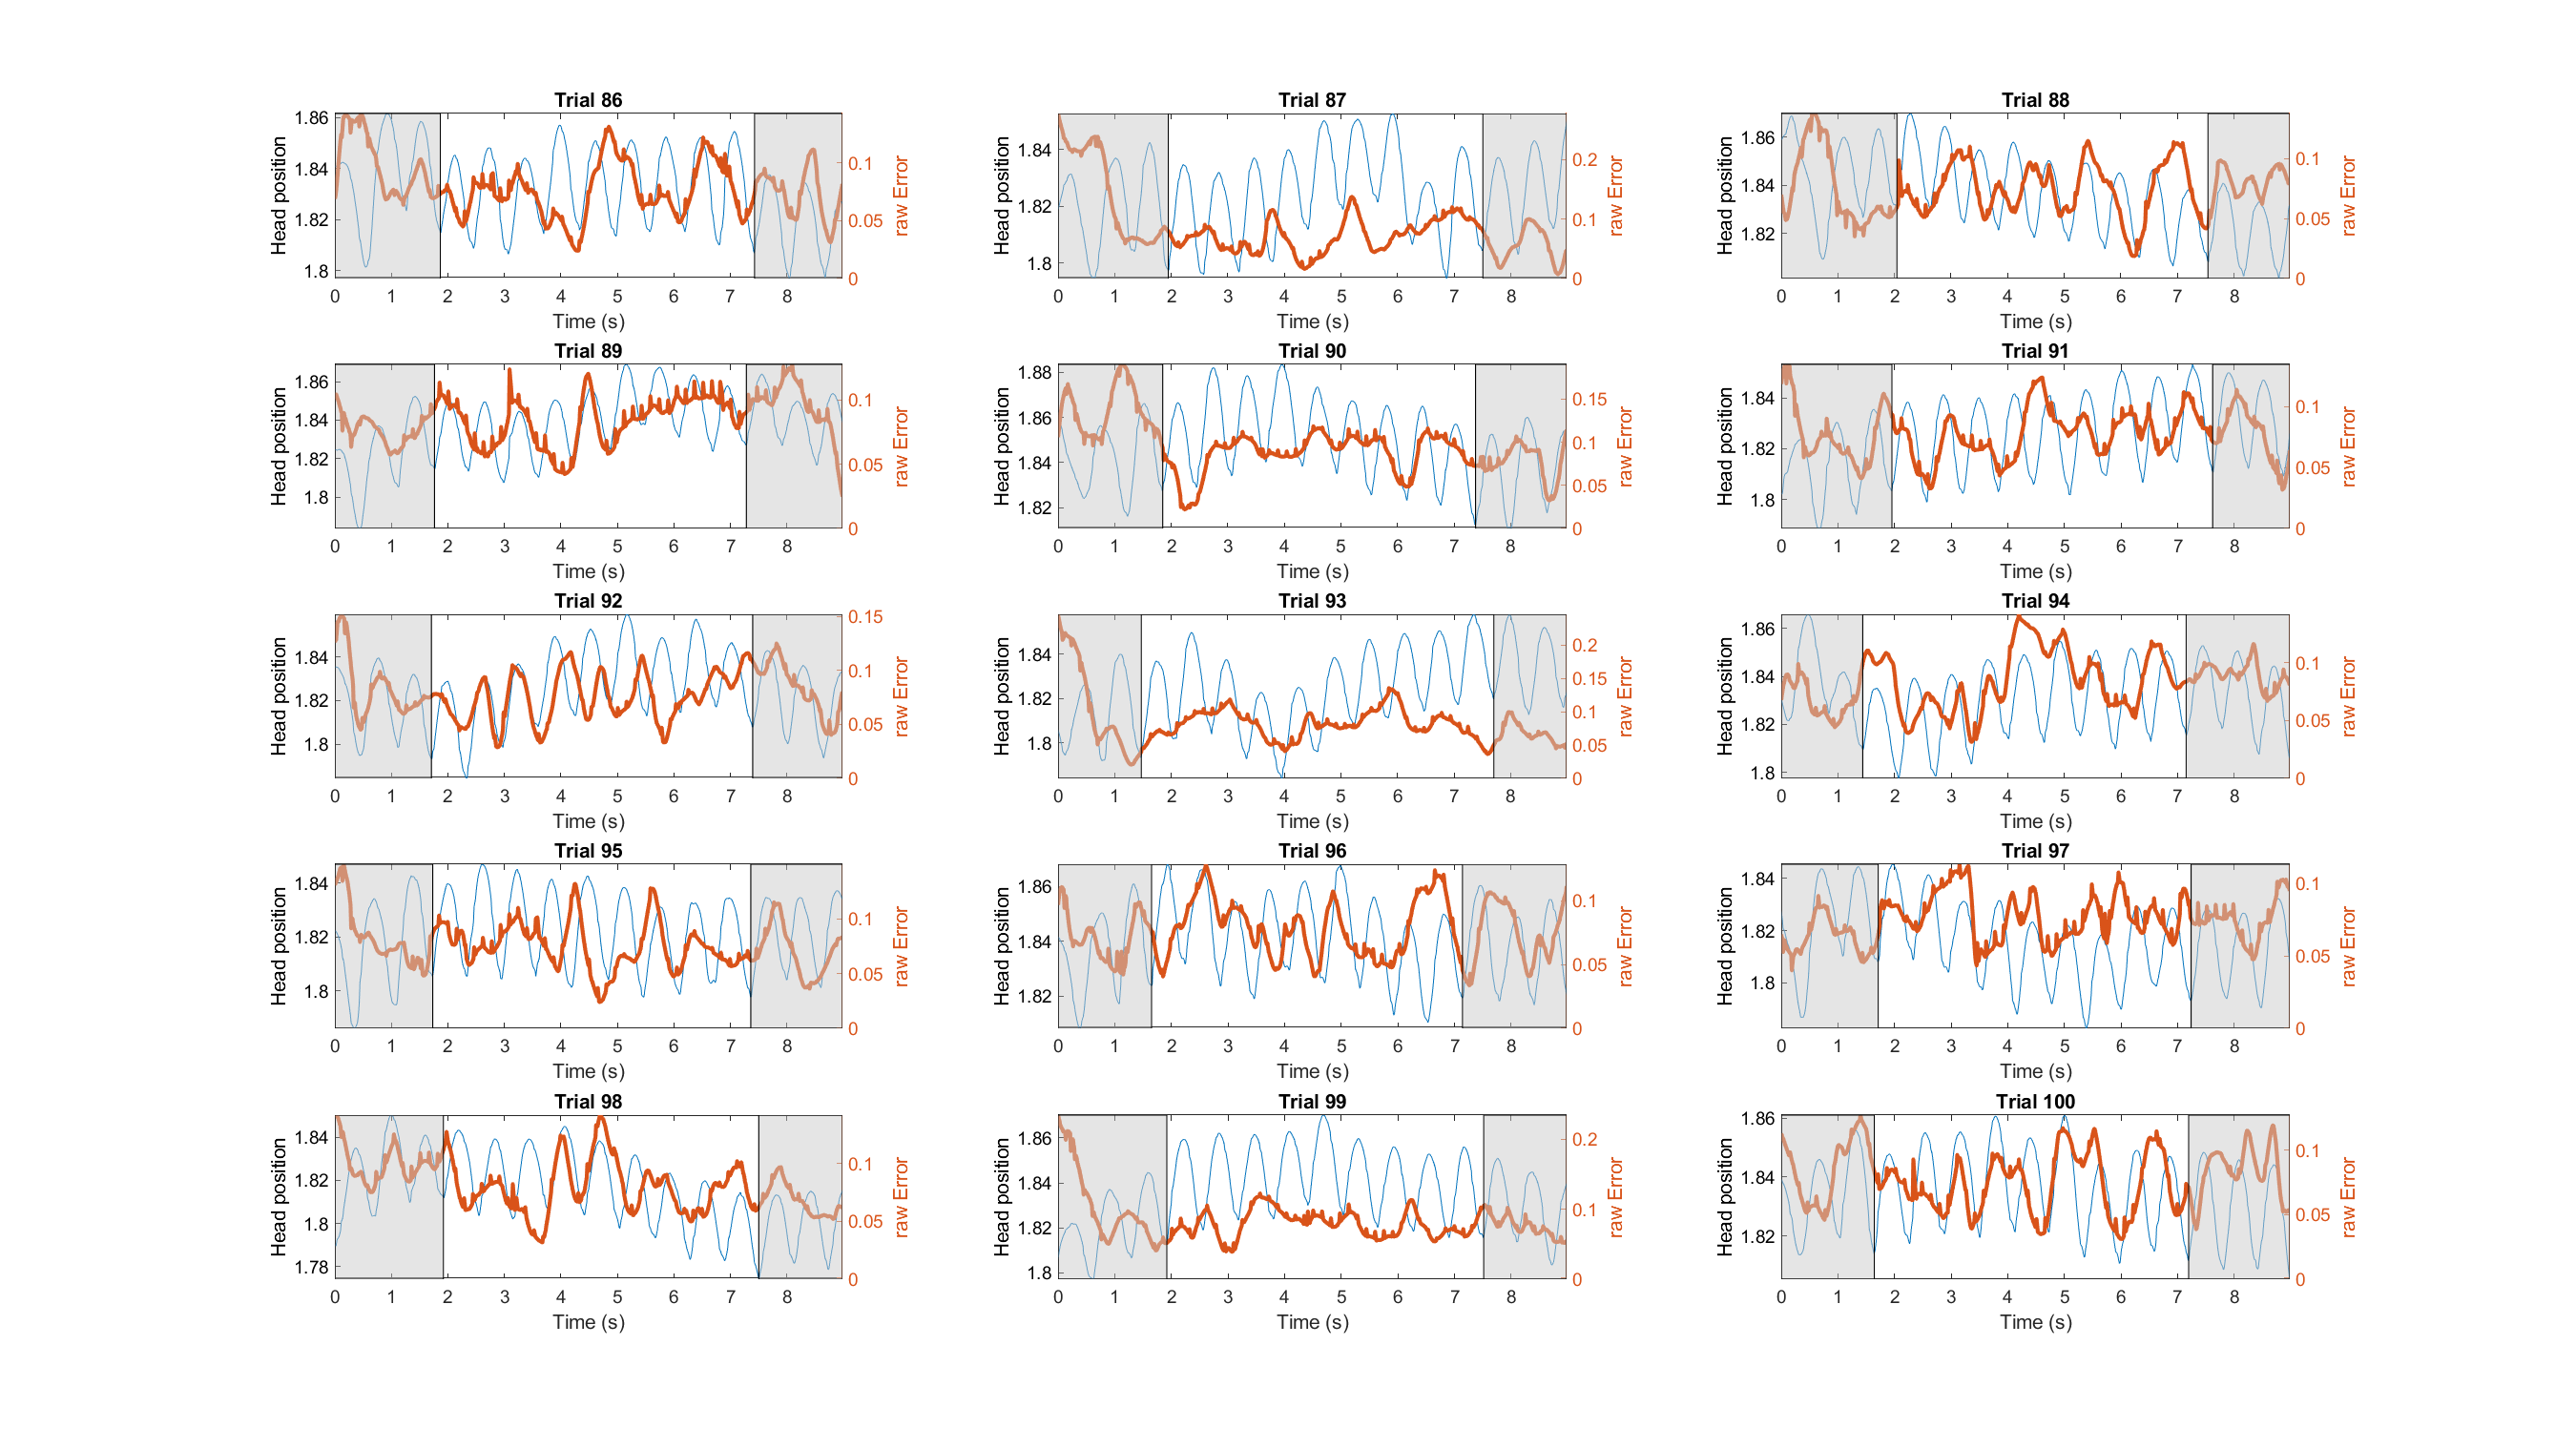 Trial 86
1.86
1.84
1.82
1.8
Head position
0.1
0.05
0
raw Error
0 1 2 3 4 5 6 7 8
Time (s)
Trial 87
1.84
1.82
1.8
Head position
0.2
0.1
0
raw Error
0 1 2 3 4 5 6 7 8
Time (s)
Trial 88
1.86
1.84
1.82
Head position
0.1
0.05
0
raw Error
0 1 2 3 4 5 6 7 8
Time (s)
Trial 89
1.86
1.84
1.82
1.8
Head position
0.1
0.05
0
raw Error
0 1 2 3 4 5 6 7 8
Time (s)
Trial 90
1.88
1.86
1.84
1.82
Head position
0.15
0.1
0.05
0
raw Error
0 1 2 3 4 5 6 7 8
Time (s)
Trial 91
1.84
1.82
1.8
Head position
0.1
0.05
0
raw Error
0 1 2 3 4 5 6 7 8
Time (s)
Trial 92
1.84
1.82
1.8
Head position
0.15
0.1
0.05
0
raw Error
0 1 2 3 4 5 6 7 8
Time (s)
Trial 93
1.84
1.82
1.8
Head position
0.2
0.15
0.1
0.05
0
raw Error
0 1 2 3 4 5 6 7 8
Time (s)
Trial 94
1.86
1.84
1.82
1.8
Head position
0.1
0.05
0
raw Error
0 1 2 3 4 5 6 7 8
Time (s)
Trial 95
1.84
1.82
1.8
Head position
0.1
0.05
0
raw Error
0 1 2 3 4 5 6 7 8
Time (s)
Trial 96
1.86
1.84
1.82
Head position
0.1
0.05
0
raw Error
0 1 2 3 4 5 6 7 8
Time (s)
Trial 97
1.84
1.82
1.8
Head position
0.1
0.05
0
raw Error
0 1 2 3 4 5 6 7 8
Time (s)
Trial 98
1.84
1.82
1.8
1.78
Head position
0.1
0.05
0
raw Error
0 1 2 3 4 5 6 7 8
Time (s)
Trial 99
1.86
1.84
1.82
1.8
Head position
0.2
0.1
0
raw Error
0 1 2 3 4 5 6 7 8
Time (s)
Trial 100
1.86
1.84
1.82
Head position
0.1
0.05
0
raw Error
0 1 2 3 4 5 6 7 8
Time (s)